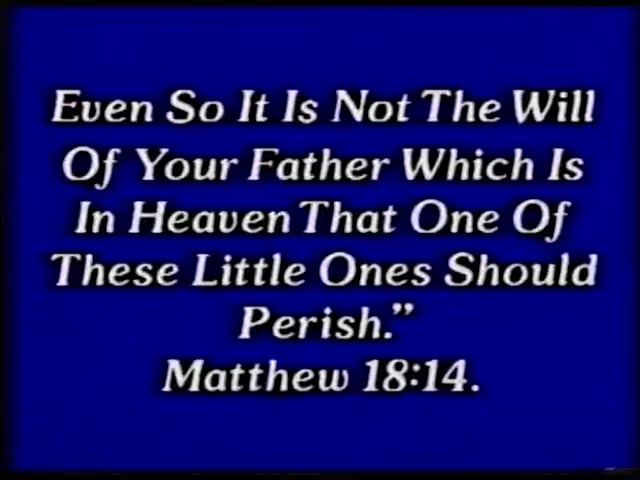 Even So It Is Not The Will
Of Your Father Which Is
In Heaven That One Of
These Little Ones Should
Perish.”
Matthew 18:14.